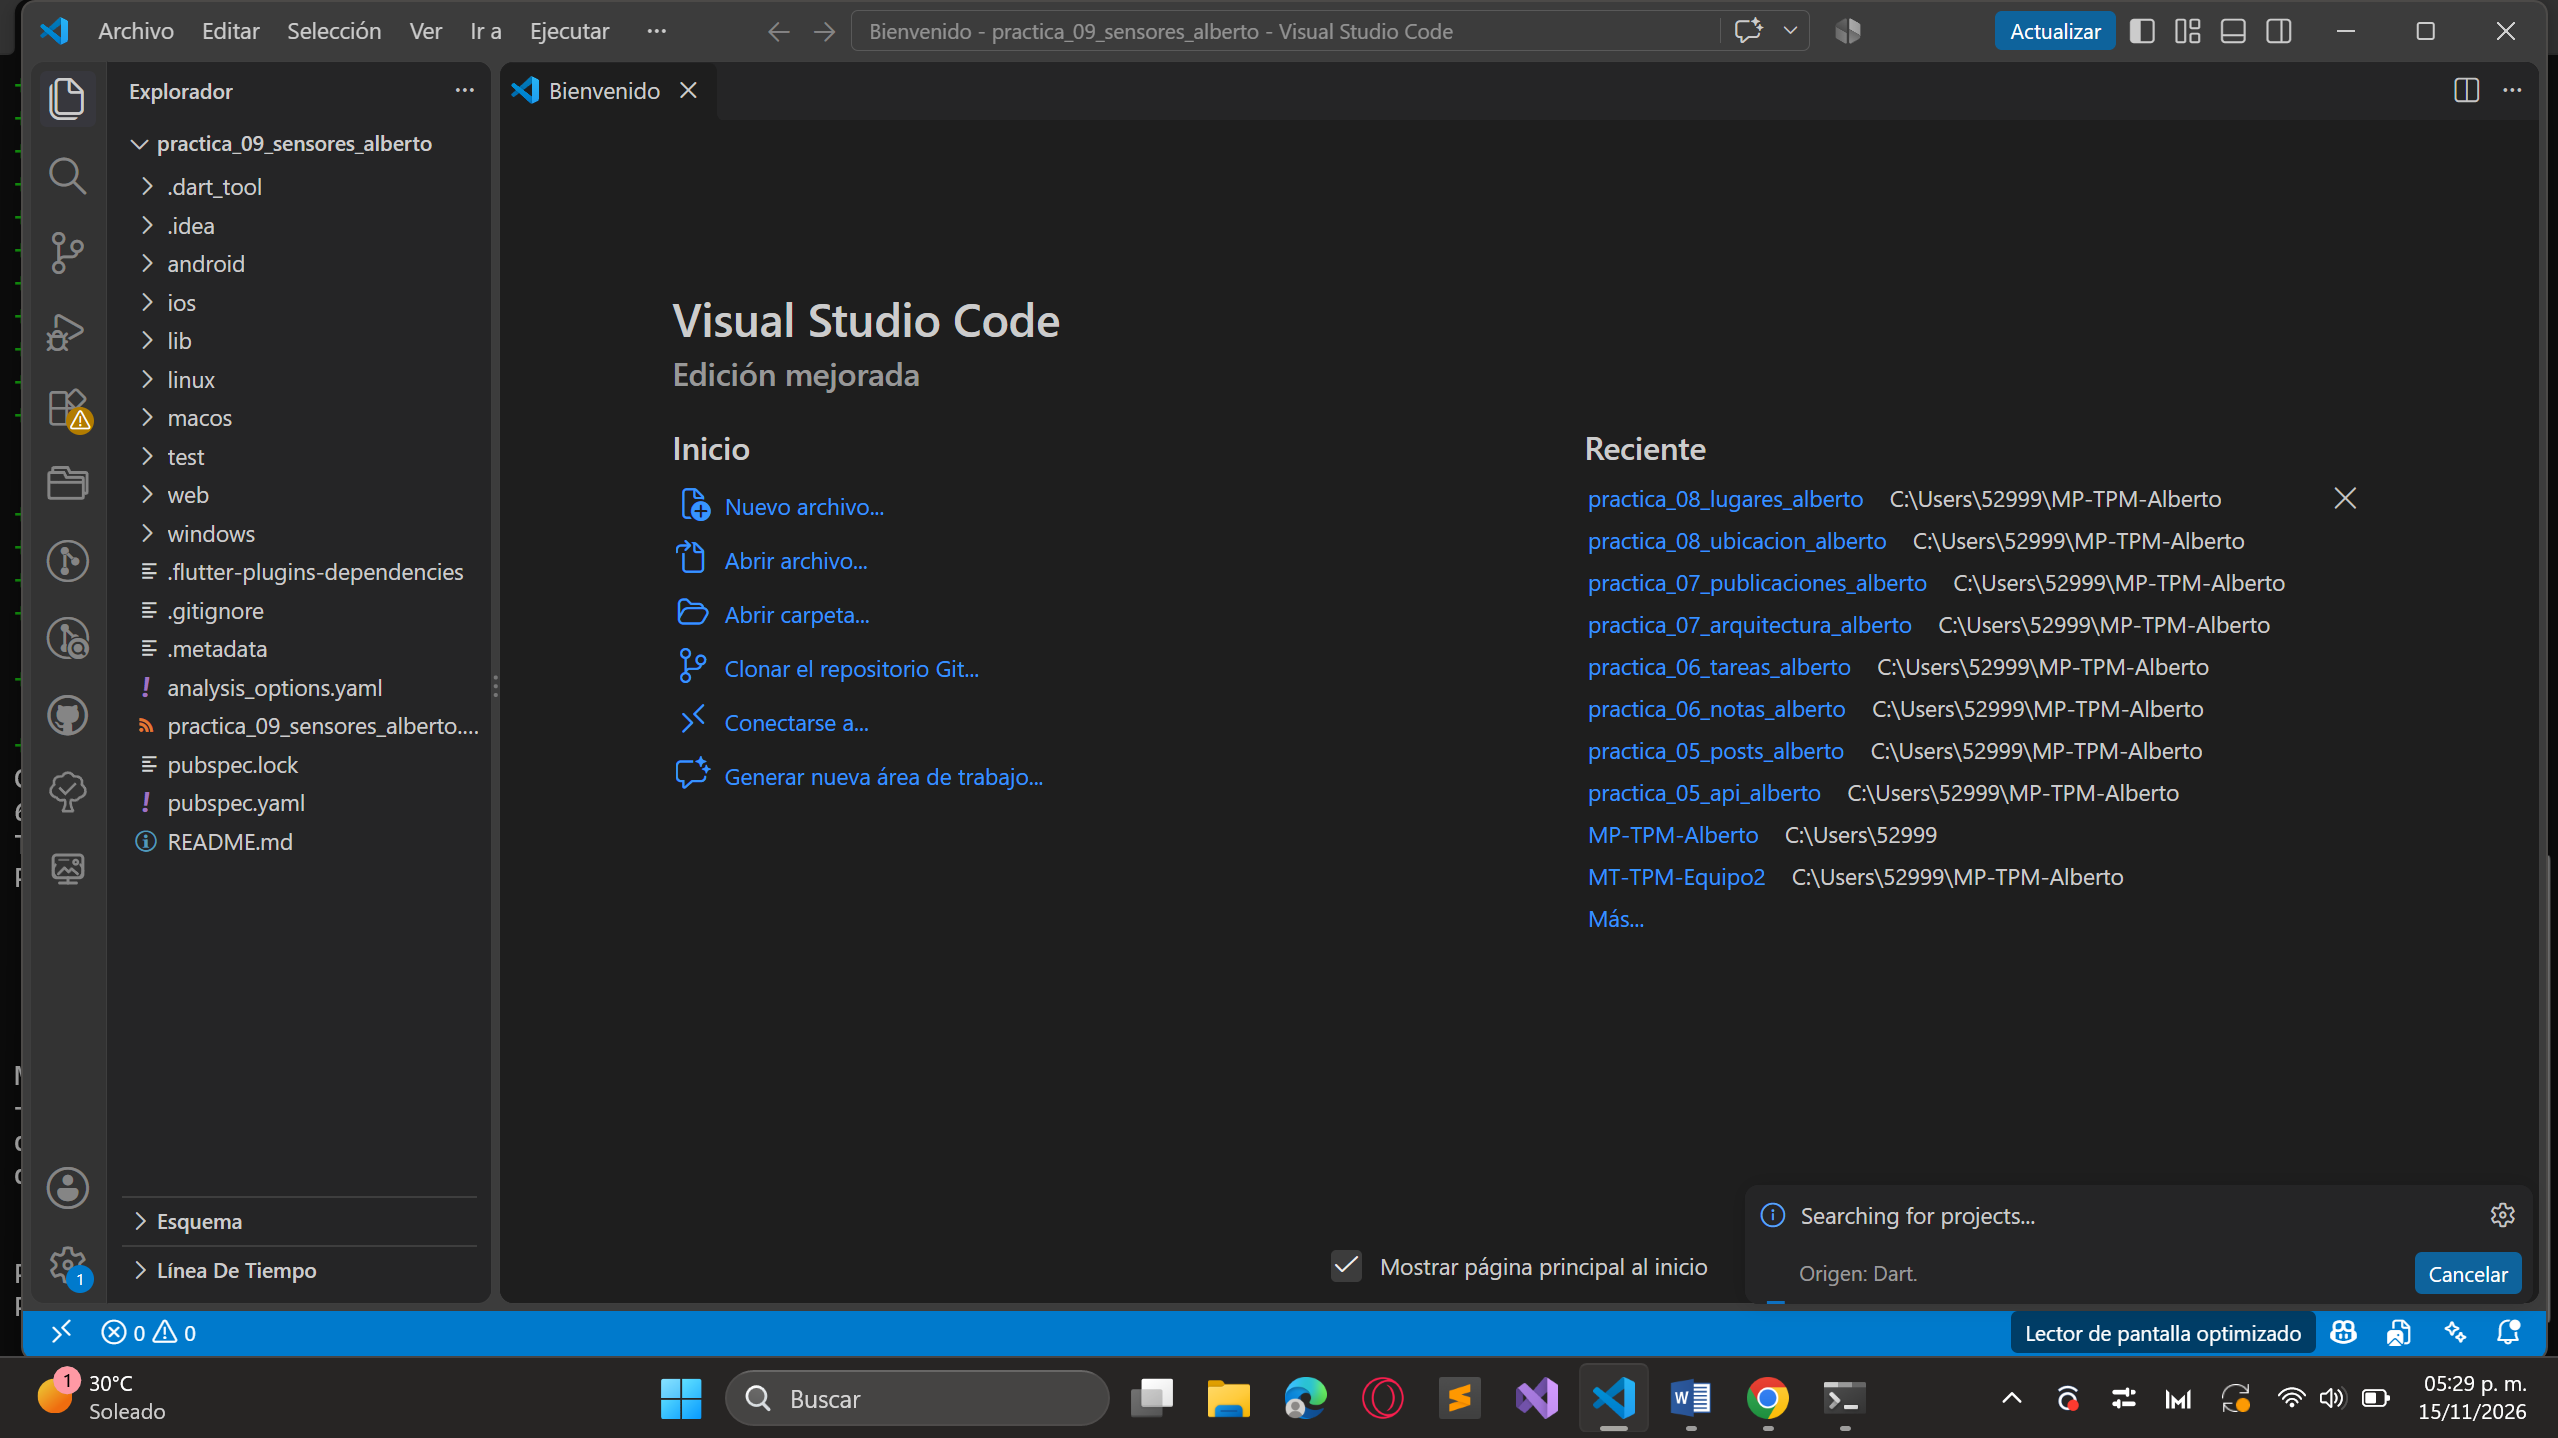 Archivo Editar Selección Ver Ir a Ejecutar ···
Bienvenido - practica_09_sensores_alberto - Visual Studio Code
Actualizar
Explorador
Bienvenido
practica_09_sensores_alberto
.dart_tool
.idea
android
ios
lib
linux
macos
test
web
windows
.flutter-plugins-dependencies
.gitignore
.metadata
analysis_options.yaml
practica_09_sensores_alberto....
pubspec.lock
pubspec.yaml
README.md
Esquema
Línea De Tiempo
Visual Studio Code
Edición mejorada
Inicio
Nuevo archivo...
Abrir archivo...
Abrir carpeta...
Clonar el repositorio Git...
Conectarse a...
Generar nueva área de trabajo...
Reciente
practica_08_lugares_alberto C:\Users\52999\MP-TPM-Alberto
practica_08_ubicacion_alberto C:\Users\52999\MP-TPM-Alberto
practica_07_publicaciones_alberto C:\Users\52999\MP-TPM-Alberto
practica_07_arquitectura_alberto C:\Users\52999\MP-TPM-Alberto
practica_06_tareas_alberto C:\Users\52999\MP-TPM-Alberto
practica_06_notas_alberto C:\Users\52999\MP-TPM-Alberto
practica_05_posts_alberto C:\Users\52999\MP-TPM-Alberto
practica_05_api_alberto C:\Users\52999\MP-TPM-Alberto
MP-TPM-Alberto C:\Users\52999
MT-TPM-Equipo2 C:\Users\52999\MP-TPM-Alberto
Más...
Mostrar página principal al inicio
Searching for projects...
Origen: Dart.
Cancelar
1
0 0
Lector de pantalla optimizado
1
30°C
Soleado
Buscar
05:29 p. m.
15/11/2026